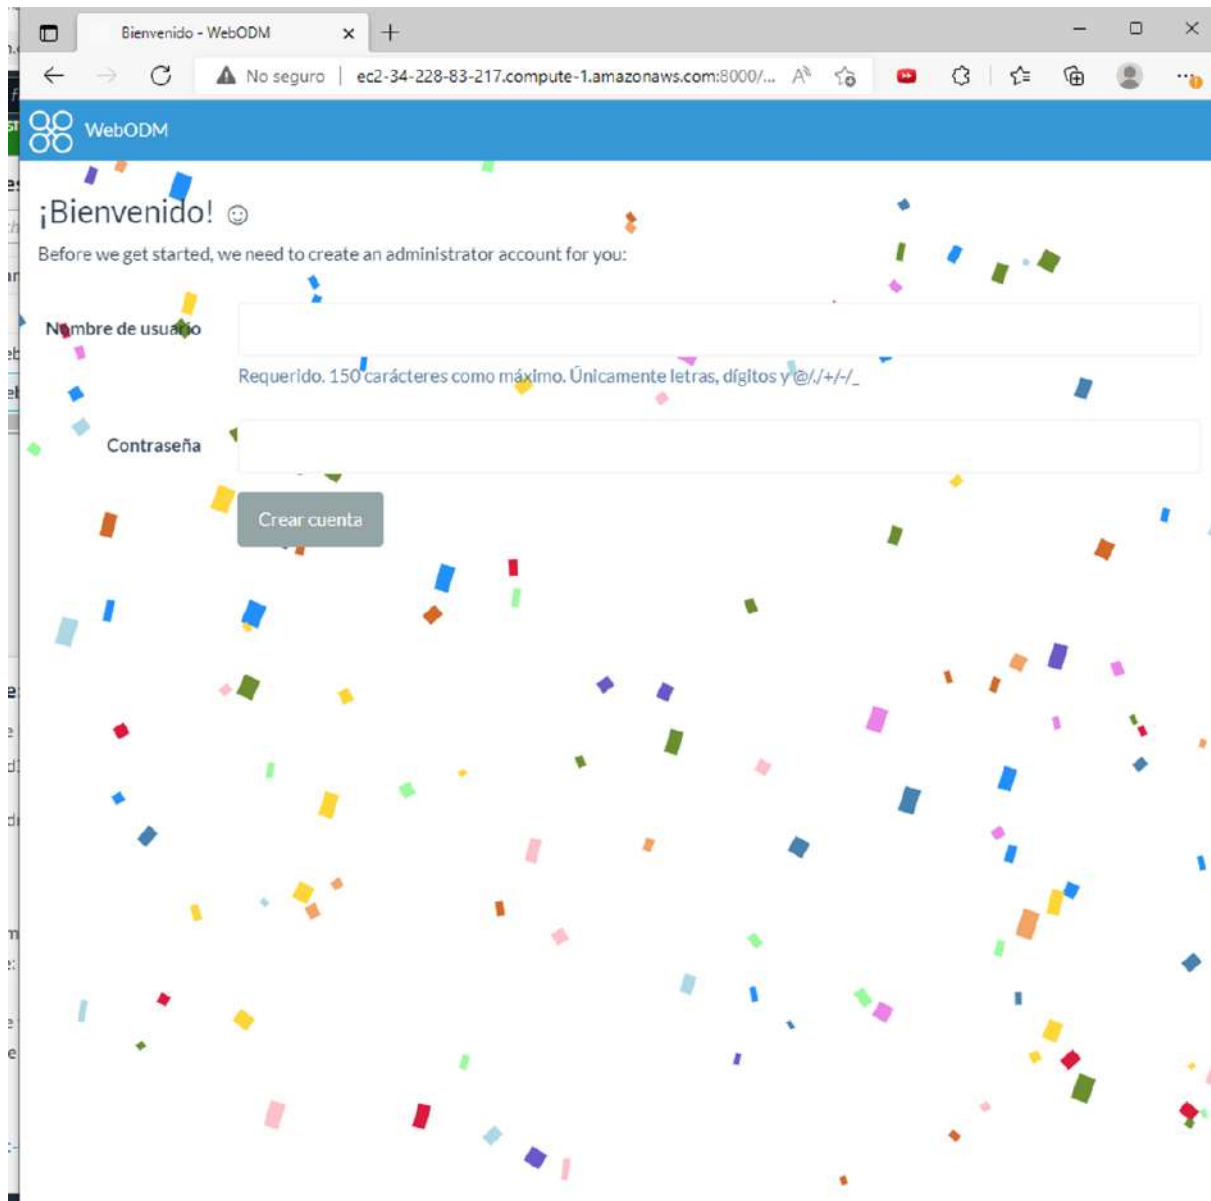 Bienvenido - WebODM
No seguro | ec2-34-228-83-217.compute-1.amazonaws.com:8000/...
WebODM
¡Bienvenido!
Before we get started, we need to create an administrator account for you:
Nombre de usuario
Requerido. 150 carácteres como máximo. Únicamente letras, dígitos y @/./+/-/_
Contraseña
Crear cuenta